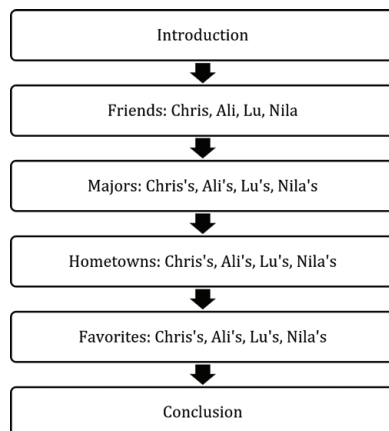 Introduction
Friends: Chris, Ali, Lu, Nila
Majors: Chris's, Ali's, Lu's, Nila's
Hometowns: Chris's, Ali's, Lu's, Nila's
Favorites: Chris's, Ali's, Lu's, Nila's
Conclusion